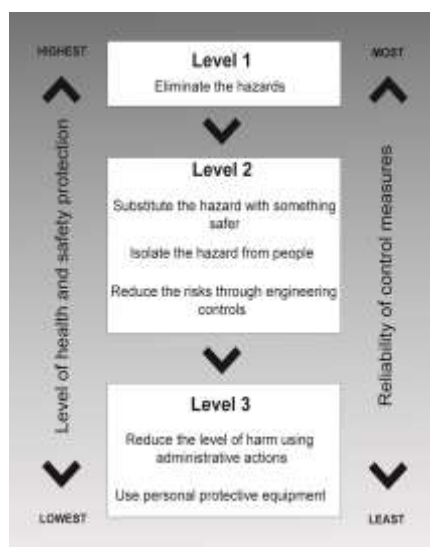 HIGHEST
MOST
Level 1
Eliminate the hazards
Level of health and safety protection
Reliability of control measures
Level 2
Substitute the hazard with something
safer
Isolate the hazard from people
Reduce the risks through engineering
controls
Level 3
Reduce the level of harm using
administrative actions
Use personal protective equipment
LOWEST
LEAST